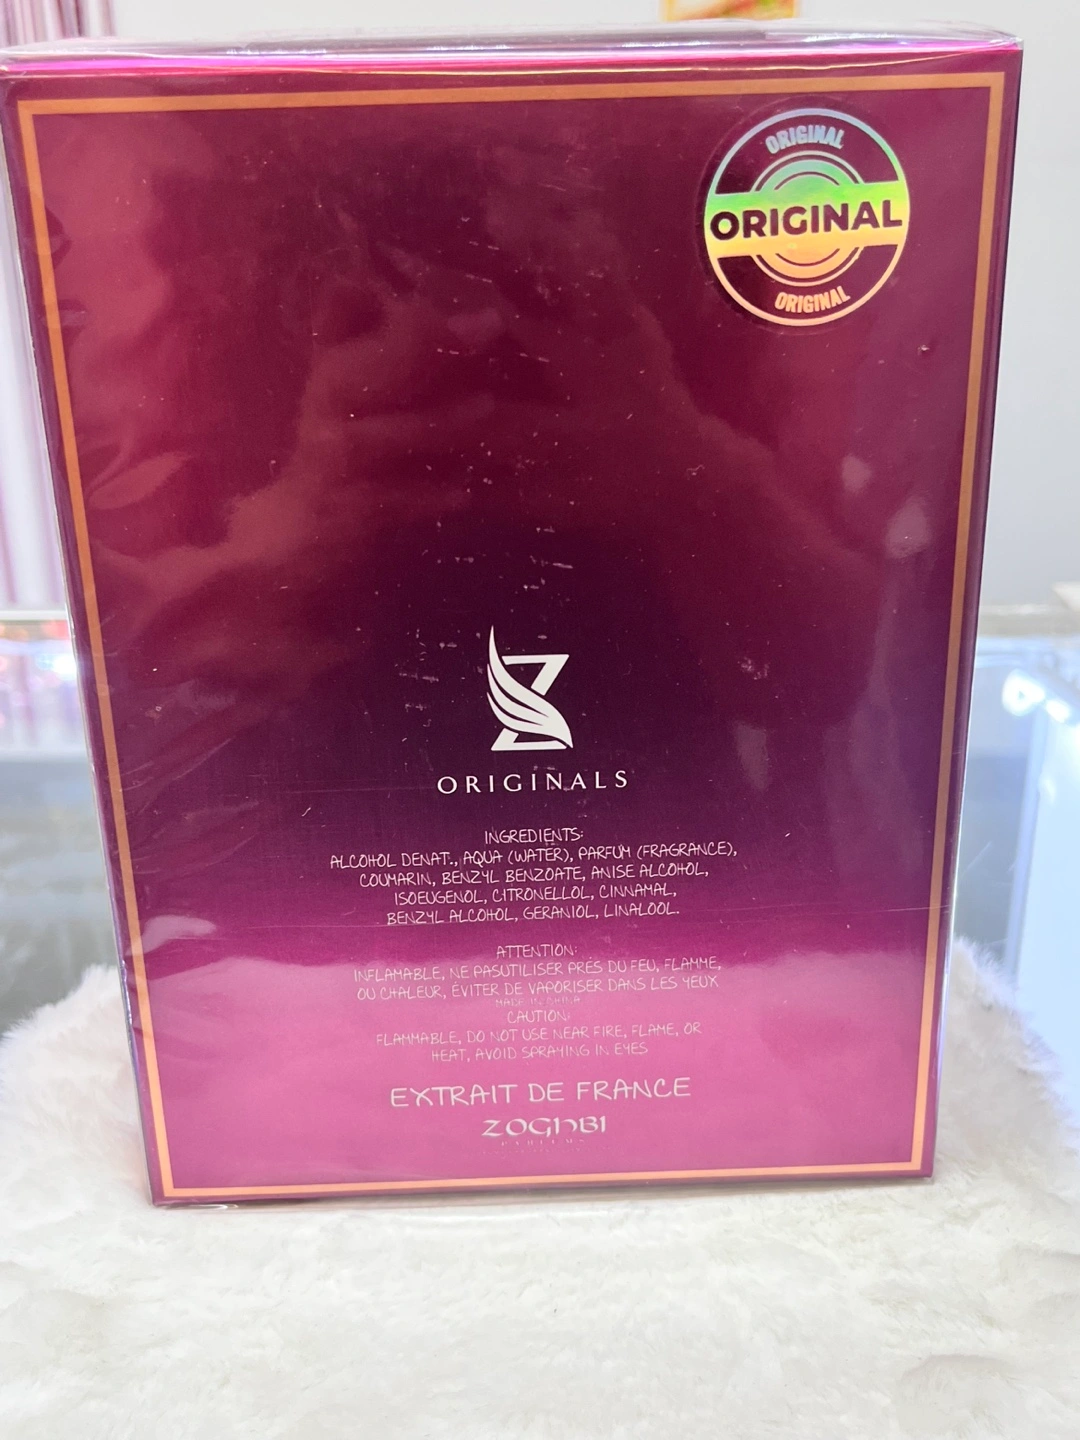 ORIGINAL
ORIGINAL
ORIGINAL
ORIGINALS
INGREDIENTS:
ALCOHOL DENAT., AQUA (WATER), PARFUM (FRAGRANCE),
COUMARIN, BENZYL BENZOATE, ANISE ALCOHOL,
ISOEUGENOL, CITRONELLOL, CINNAMAL,
BENZYL ALCOHOL, GERANIOL, LINALOOL.
ATTENTION:
INFLAMABLE, NE PASUTILISER PRÉS DU FEU, FLAMME,
OU CHALEUR, ÉVITER DE VAPORISER DANS LES YEUX
MADE IN CHINA
CAUTION:
FLAMMABLE, DO NOT USE NEAR FIRE, FLAME, OR
HEAT, AVOID SPRAYING IN EYES
EXTRAIT DE FRANCE
ZOGHBI
PARFUMS